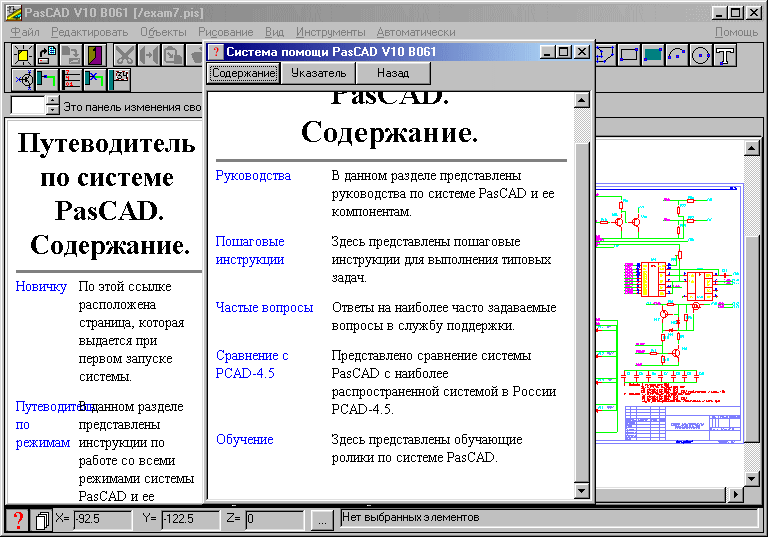 PasCAD V10 B061 [/exam7.pis]
Файл Редактировать Объекты Рисование Вид Инструменты Автоматически Помощь
Система помощи PasCAD V10 B061
Содержание Указатель Назад
Это панель изменения сво
Путеводитель
по системе
PasCAD.
Содержание.
Новичку
По этой ссылке
расположена
страница, которая
выдается при
первом запуске
системы.
Путеводитель
по
режимам
В данном разделе
представлены
инструкции по
работе со всеми
режимами системы
PasCAD и ее
PasCAD.
Содержание.
Руководства
В данном разделе представлены
руководства по системе PasCAD и ее
компонентам.
Пошаговые
инструкции
Здесь представлены пошаговые
инструкции для выполнения типовых
задач.
Частые вопросы
Ответы на наиболее часто задаваемые
вопросы в службу поддержки.
Сравнение с
PCAD-4.5
Представлено сравнение системы
PasCAD с наиболее
распространенной системой в России
PCAD-4.5.
Обучение
Здесь представлены обучающие
ролики по системе PasCAD.
X= -92.5 Y= -122.5 Z= 0 ... Нет выбранных элементов